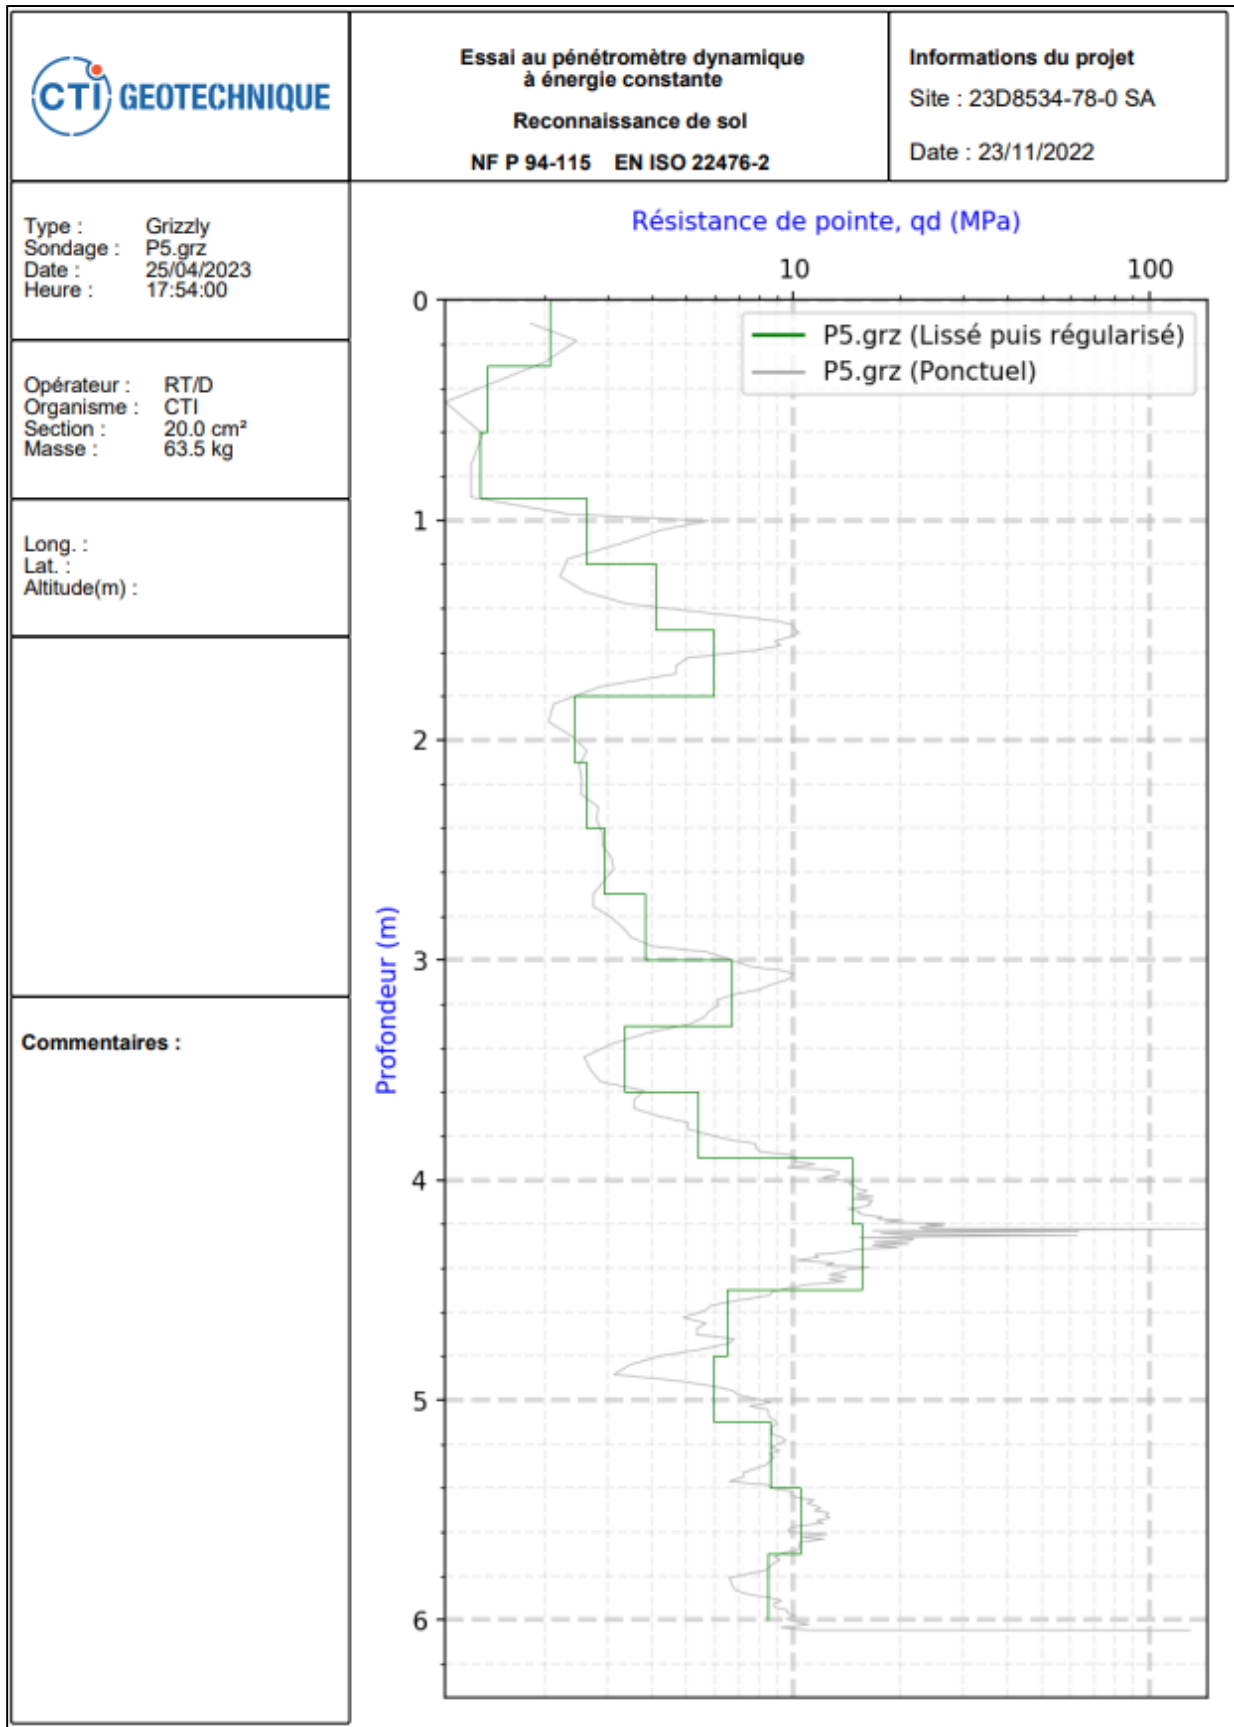 CTi GEOTECHNIQUE
Essai au pénétromètre dynamique
à énergie constante
Reconnaissance de sol
NF P 94-115 EN ISO 22476-2
Informations du projet
Site : 23D8534-78-0 SA
Date : 23/11/2022
Type : Grizzly
Sondage : P5.grz
Date : 25/04/2023
Heure : 17:54:00
Opérateur : RT/D
Organisme : CTI
Section : 20.0 cm²
Masse : 63.5 kg
Long. :
Lat. :
Altitude(m) :
Commentaires :
Résistance de pointe, qd (MPa)
10 100
P5.grz (Lissé puis régularisé)
P5.grz (Ponctuel)
Profondeur (m)
0
1
2
3
4
5
6